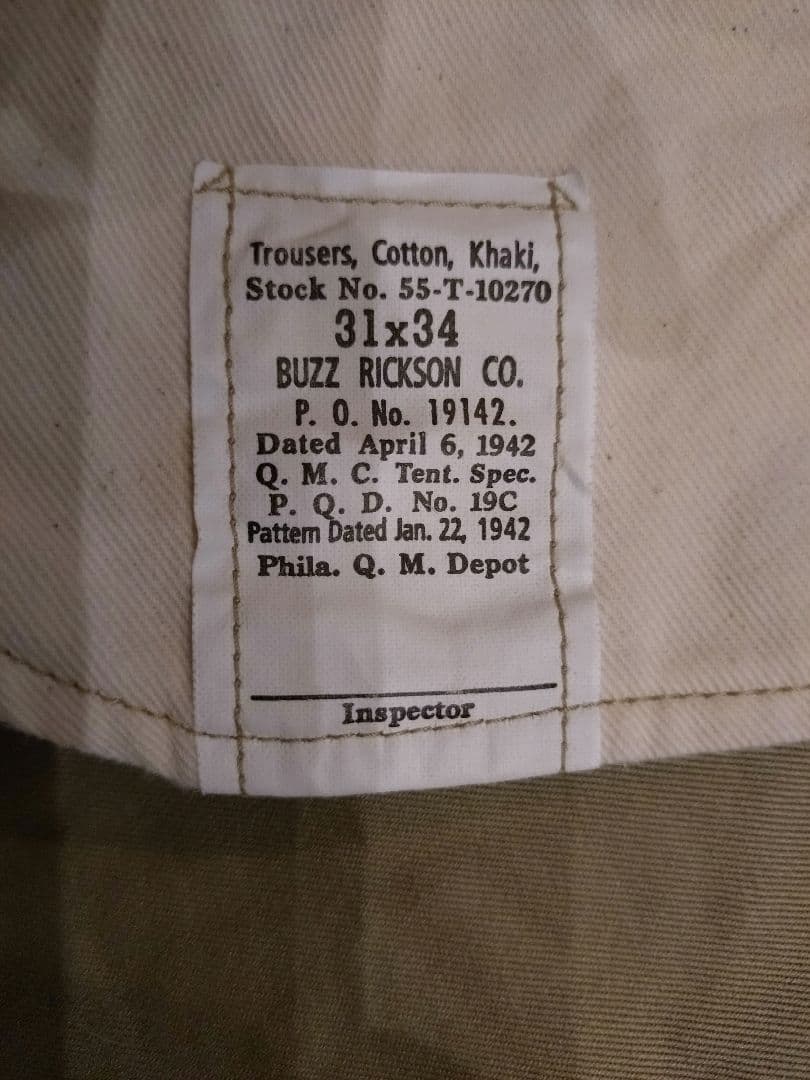 Trousers, Cotton, Khaki,
Stock No. 55-T-10270
31x34
BUZZ RICKSON CO.
P. O. No. 19142.
Dated April 6, 1942
Q. M. C. Tent. Spec.
P. Q. D. No. 19C
Pattern Dated Jan. 22, 1942
Phila. Q. M. Depot
Inspector